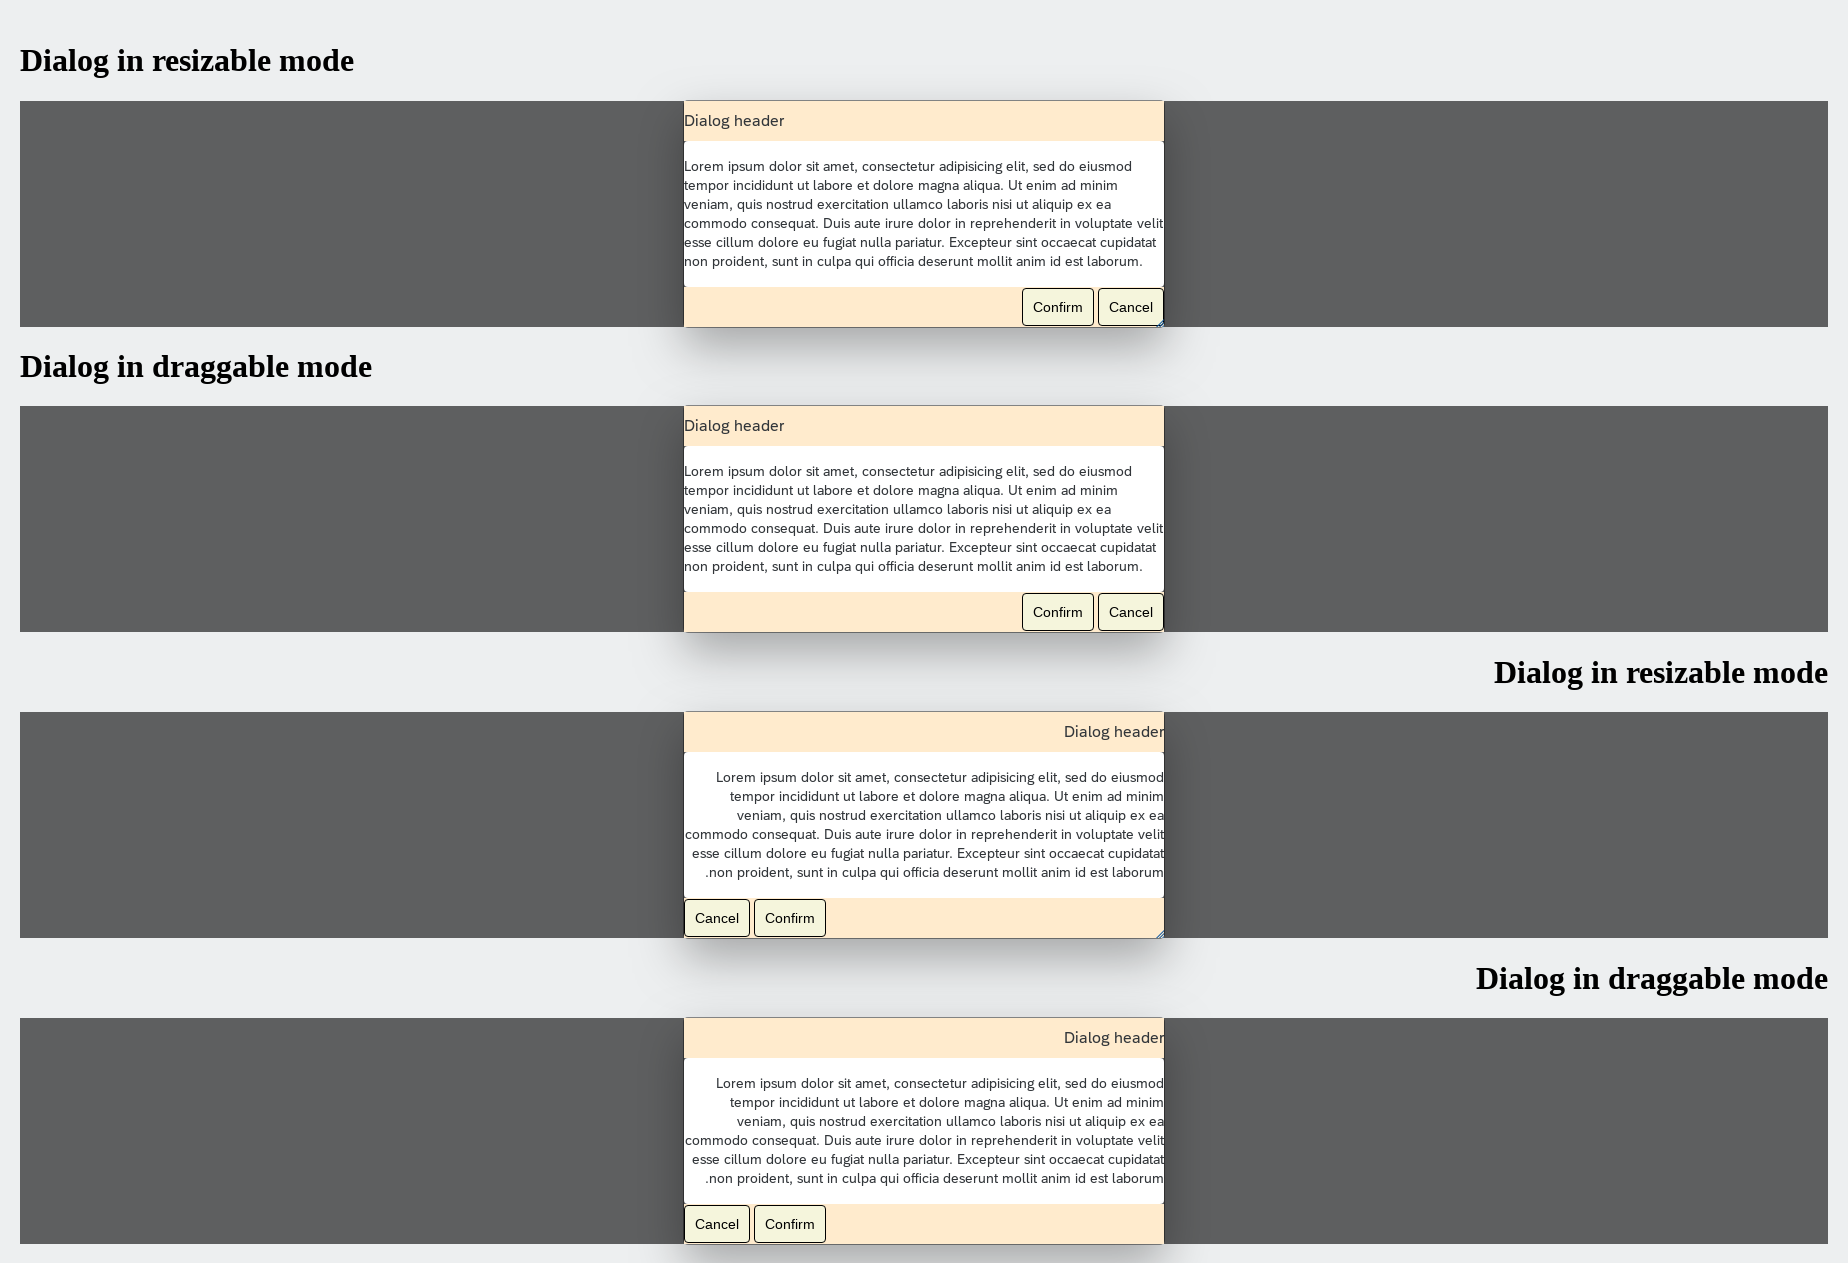 Dialog in resizable mode
Dialog header
Lorem ipsum dolor sit amet, consectetur adipisicing elit, sed do eiusmod
tempor incididunt ut labore et dolore magna aliqua. Ut enim ad minim
veniam, quis nostrud exercitation ullamco laboris nisi ut aliquip ex ea
commodo consequat. Duis aute irure dolor in reprehenderit in voluptate velit
esse cillum dolore eu fugiat nulla pariatur. Excepteur sint occaecat cupidatat
non proident, sunt in culpa qui officia deserunt mollit anim id est laborum.
Confirm Cancel
Dialog in draggable mode
Dialog header
Lorem ipsum dolor sit amet, consectetur adipisicing elit, sed do eiusmod
tempor incididunt ut labore et dolore magna aliqua. Ut enim ad minim
veniam, quis nostrud exercitation ullamco laboris nisi ut aliquip ex ea
commodo consequat. Duis aute irure dolor in reprehenderit in voluptate velit
esse cillum dolore eu fugiat nulla pariatur. Excepteur sint occaecat cupidatat
non proident, sunt in culpa qui officia deserunt mollit anim id est laborum.
Confirm Cancel
Dialog in resizable mode
Dialog header
Lorem ipsum dolor sit amet, consectetur adipisicing elit, sed do eiusmod
tempor incididunt ut labore et dolore magna aliqua. Ut enim ad minim
veniam, quis nostrud exercitation ullamco laboris nisi ut aliquip ex ea
commodo consequat. Duis aute irure dolor in reprehenderit in voluptate velit
esse cillum dolore eu fugiat nulla pariatur. Excepteur sint occaecat cupidatat
.non proident, sunt in culpa qui officia deserunt mollit anim id est laborum
Cancel Confirm
Dialog in draggable mode
Dialog header
Lorem ipsum dolor sit amet, consectetur adipisicing elit, sed do eiusmod
tempor incididunt ut labore et dolore magna aliqua. Ut enim ad minim
veniam, quis nostrud exercitation ullamco laboris nisi ut aliquip ex ea
commodo consequat. Duis aute irure dolor in reprehenderit in voluptate velit
esse cillum dolore eu fugiat nulla pariatur. Excepteur sint occaecat cupidatat
.non proident, sunt in culpa qui officia deserunt mollit anim id est laborum
Cancel Confirm